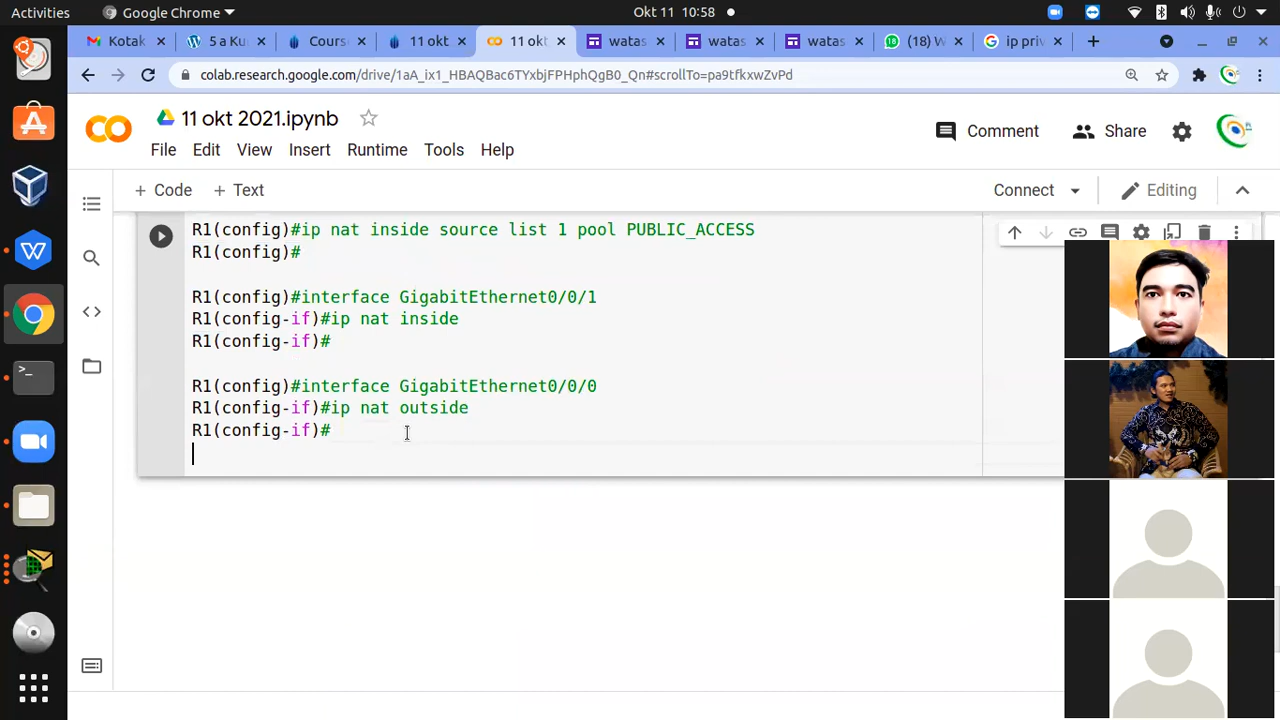 Activities
Google Chrome
Okt 11 10:58
Kotak
5 a Ku
Cours
11 okt
11 okt
watas
watas
watas
(18) W
ip priv
colab.research.google.com/drive/1aA_ix1_HBAQBac6TYxbjFPHphQgB0_Qn#scrollTo=pa9tfkxwZvPd
11 okt 2021.ipynb
Comment
Share
File Edit View Insert Runtime Tools Help
+ Code + Text
Connect
Editing
R1(config)#ip nat inside source list 1 pool PUBLIC_ACCESS
R1(config)#
R1(config)#interface GigabitEthernet0/0/1
R1(config-if)#ip nat inside
R1(config-if)#
R1(config)#interface GigabitEthernet0/0/0
R1(config-if)#ip nat outside
R1(config-if)#